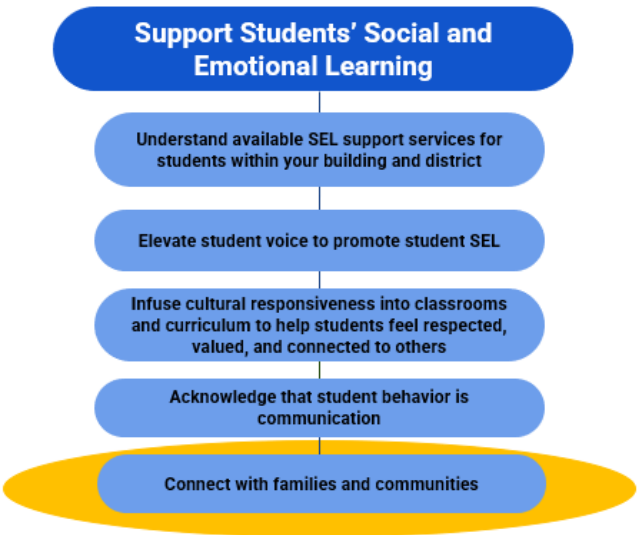 Support Students’ Social and
Emotional Learning
Understand available SEL support services for
students within your building and district
Elevate student voice to promote student SEL
Infuse cultural responsiveness into classrooms
and curriculum to help students feel respected,
valued, and connected to others
Acknowledge that student behavior is
communication
Connect with families and communities